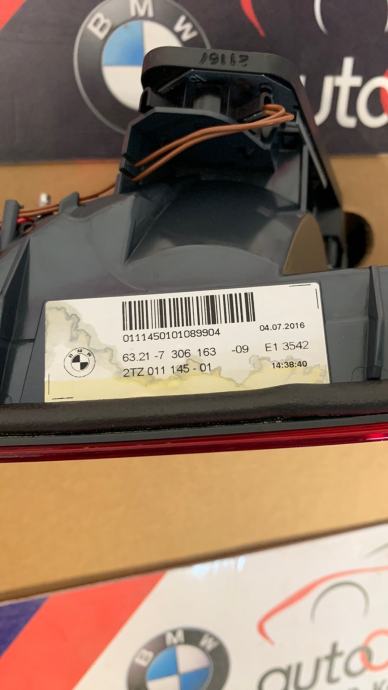 BMW
auto
21161
0111450101089904
04.07.2016
63.21-7 306 163 -09 E1 3542
2TZ 011 145-01 14:38:40
BMW
auto